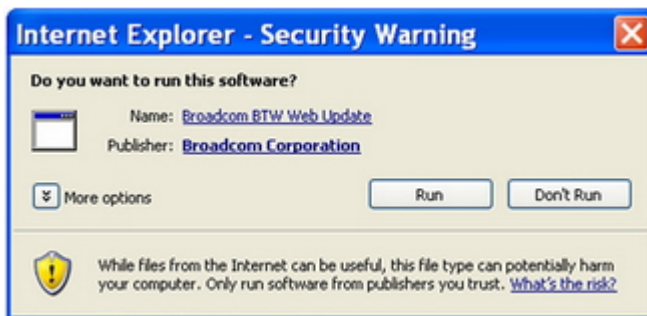 Internet Explorer - Security Warning
Do you want to run this software?
Name: Broadcom BTW Web Update
Publisher: Broadcom Corporation
More options
Run
Don't Run
While files from the Internet can be useful, this file type can potentially harm
your computer. Only run software from publishers you trust. What's the risk?